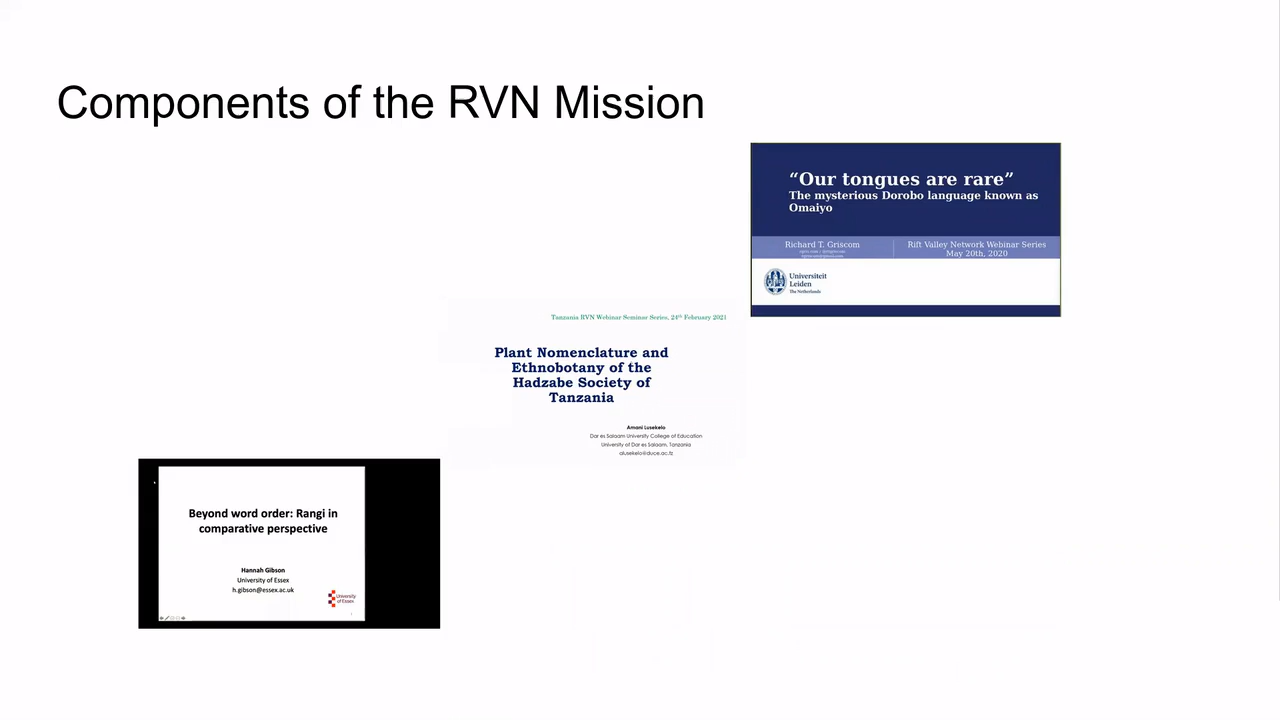 Components of the RVN Mission
“Our tongues are rare”
The mysterious Dorobo language known as
Omaiyo
Richard T. Griscom
Rift Valley Network Webinar Series
May 20th, 2020
Universiteit
Leiden
The Netherlands
Tanzania RVN Webinar Seminar Series, 24th February 2021
Plant Nomenclature and
Ethnobotany of the
Hadzabe Society of
Tanzania
Amani Lusekelo
Dar es Salaam University College of Education
University of Dar es Salaam, Tanzania
alusekelo@duce.ac.tz
Beyond word order: Rangi in
comparative perspective
Hannah Gibson
University of Essex
h.gibson@essex.ac.uk
University
of Essex